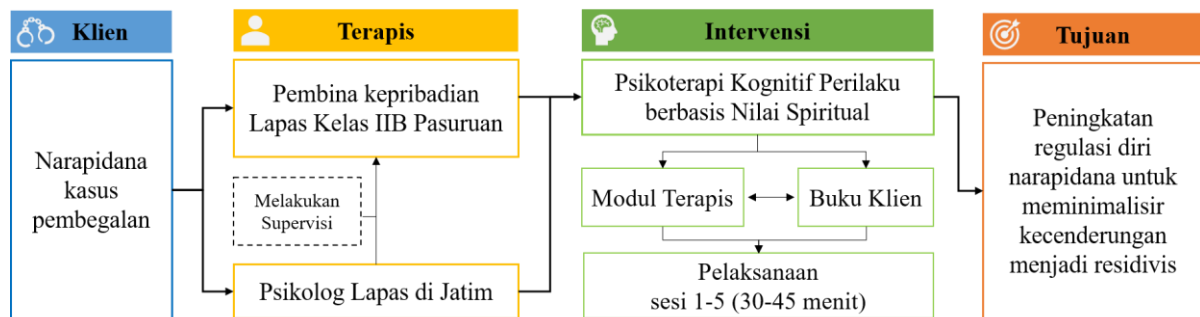 Klien
Narapidana
kasus
pembegalan
Terapis
Pembina kepribadian
Lapas Kelas IIB Pasuruan
Melakukan
Supervisi
Psikolog Lapas di Jatim
Intervensi
Psikoterapi Kognitif Perilaku
berbasis Nilai Spiritual
Modul Terapis
Buku Klien
Pelaksanaan
sesi 1-5 (30-45 menit)
Tujuan
Peningkatan
regulasi diri
narapidana untuk
meminimalisir
kecenderungan
menjadi residivis